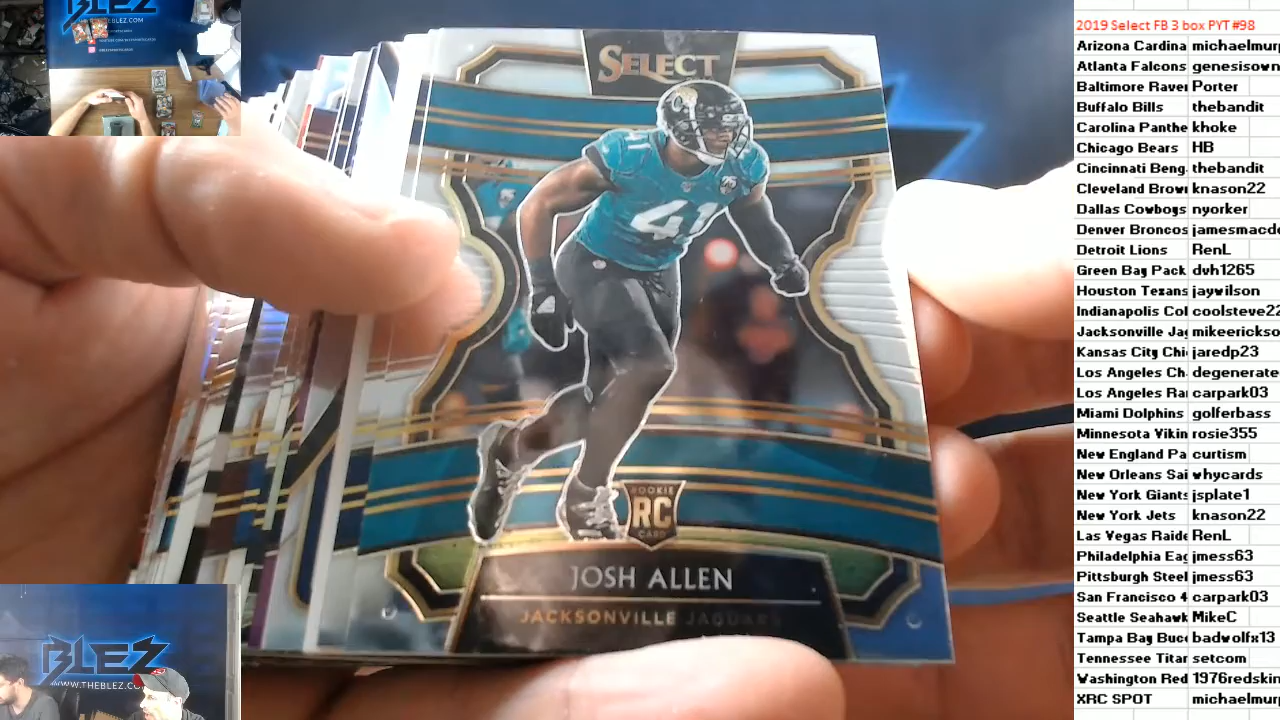 BLEZ
WWW.THEBLEZ.COM
SELECT
41
ROOKIE
RC
CARD
JOSH ALLEN
JACKSONVILLE JAGUARS
BLEZ
WWW.THEBLEZ.CO
2019 Select FB 3 box PYT #98
Arizona Cardina michaelmur
Atlanta Falcons genesisown
Baltimore Raver Porter
Buffalo Bills thebandit
Carolina Panthe khoke
Chicago Bears HB
Cincinnati Beng thebandit
Cleveland Brow knason22
Dallas Cowboys nyorker
Denver Broncos jamesmacd
Detroit Lions RenL
Green Bay Pack dvh1265
Houston Texans jaywilson
Indianapolis Col coolsteve22
Jacksonville Ja mikeerickso
Kansas City Chi jaredp23
Los Angeles Ch degenerate
Los Angeles Ra carpark03
Miami Dolphins golferbass
Minnesota Vikin rosie355
New England Pa curtism
New Orleans Sai whycards
New York Giants jsplate1
New York Jets knason22
Las Vegas Raide RenL
Philadelphia Eag jmess63
Pittsburgh Steel jmess63
San Francisco 4 carpark03
Seattle Seahawk MikeC
Tampa Bay Bucc badwolfx13
Tennessee Titar setcom
Washington Red 1976redskin
XRC SPOT michaelmur